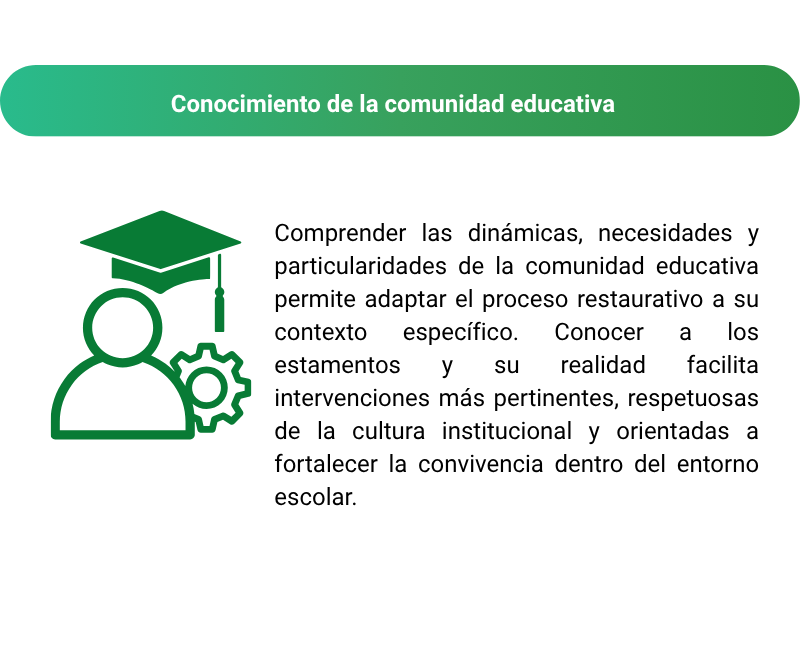 Conocimiento de la comunidad educativa
Comprender las dinámicas, necesidades y
particularidades de la comunidad educativa
permite adaptar el proceso restaurativo a su
contexto específico. Conocer a los
estamentos y su realidad facilita
intervenciones más pertinentes, respetuosas
de la cultura institucional y orientadas a
fortalecer la convivencia dentro del entorno
escolar.